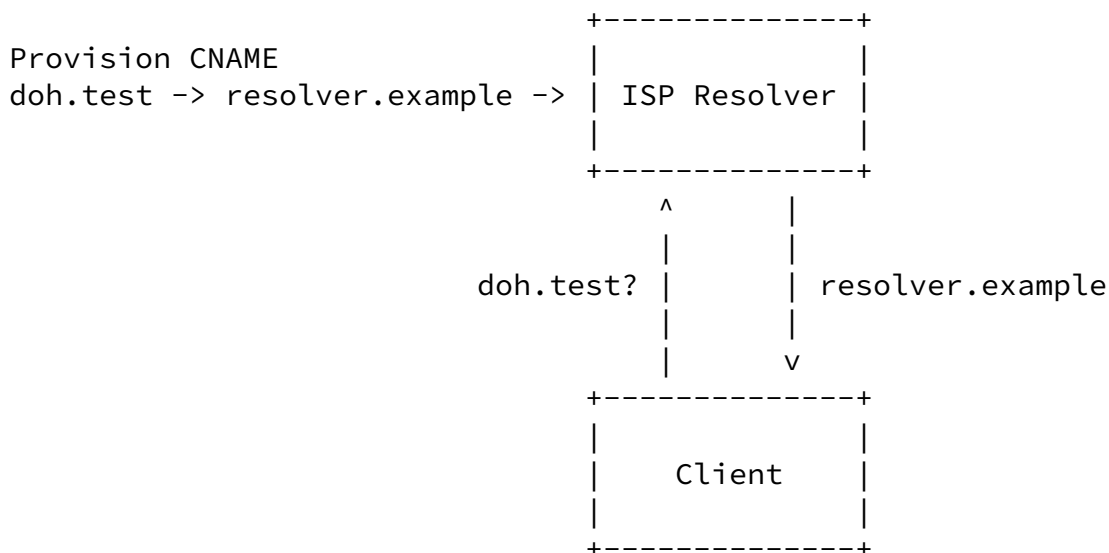 Provision CNAME
doh.test -> resolver.example -> ISP Resolver
doh.test? resolver.example
Client